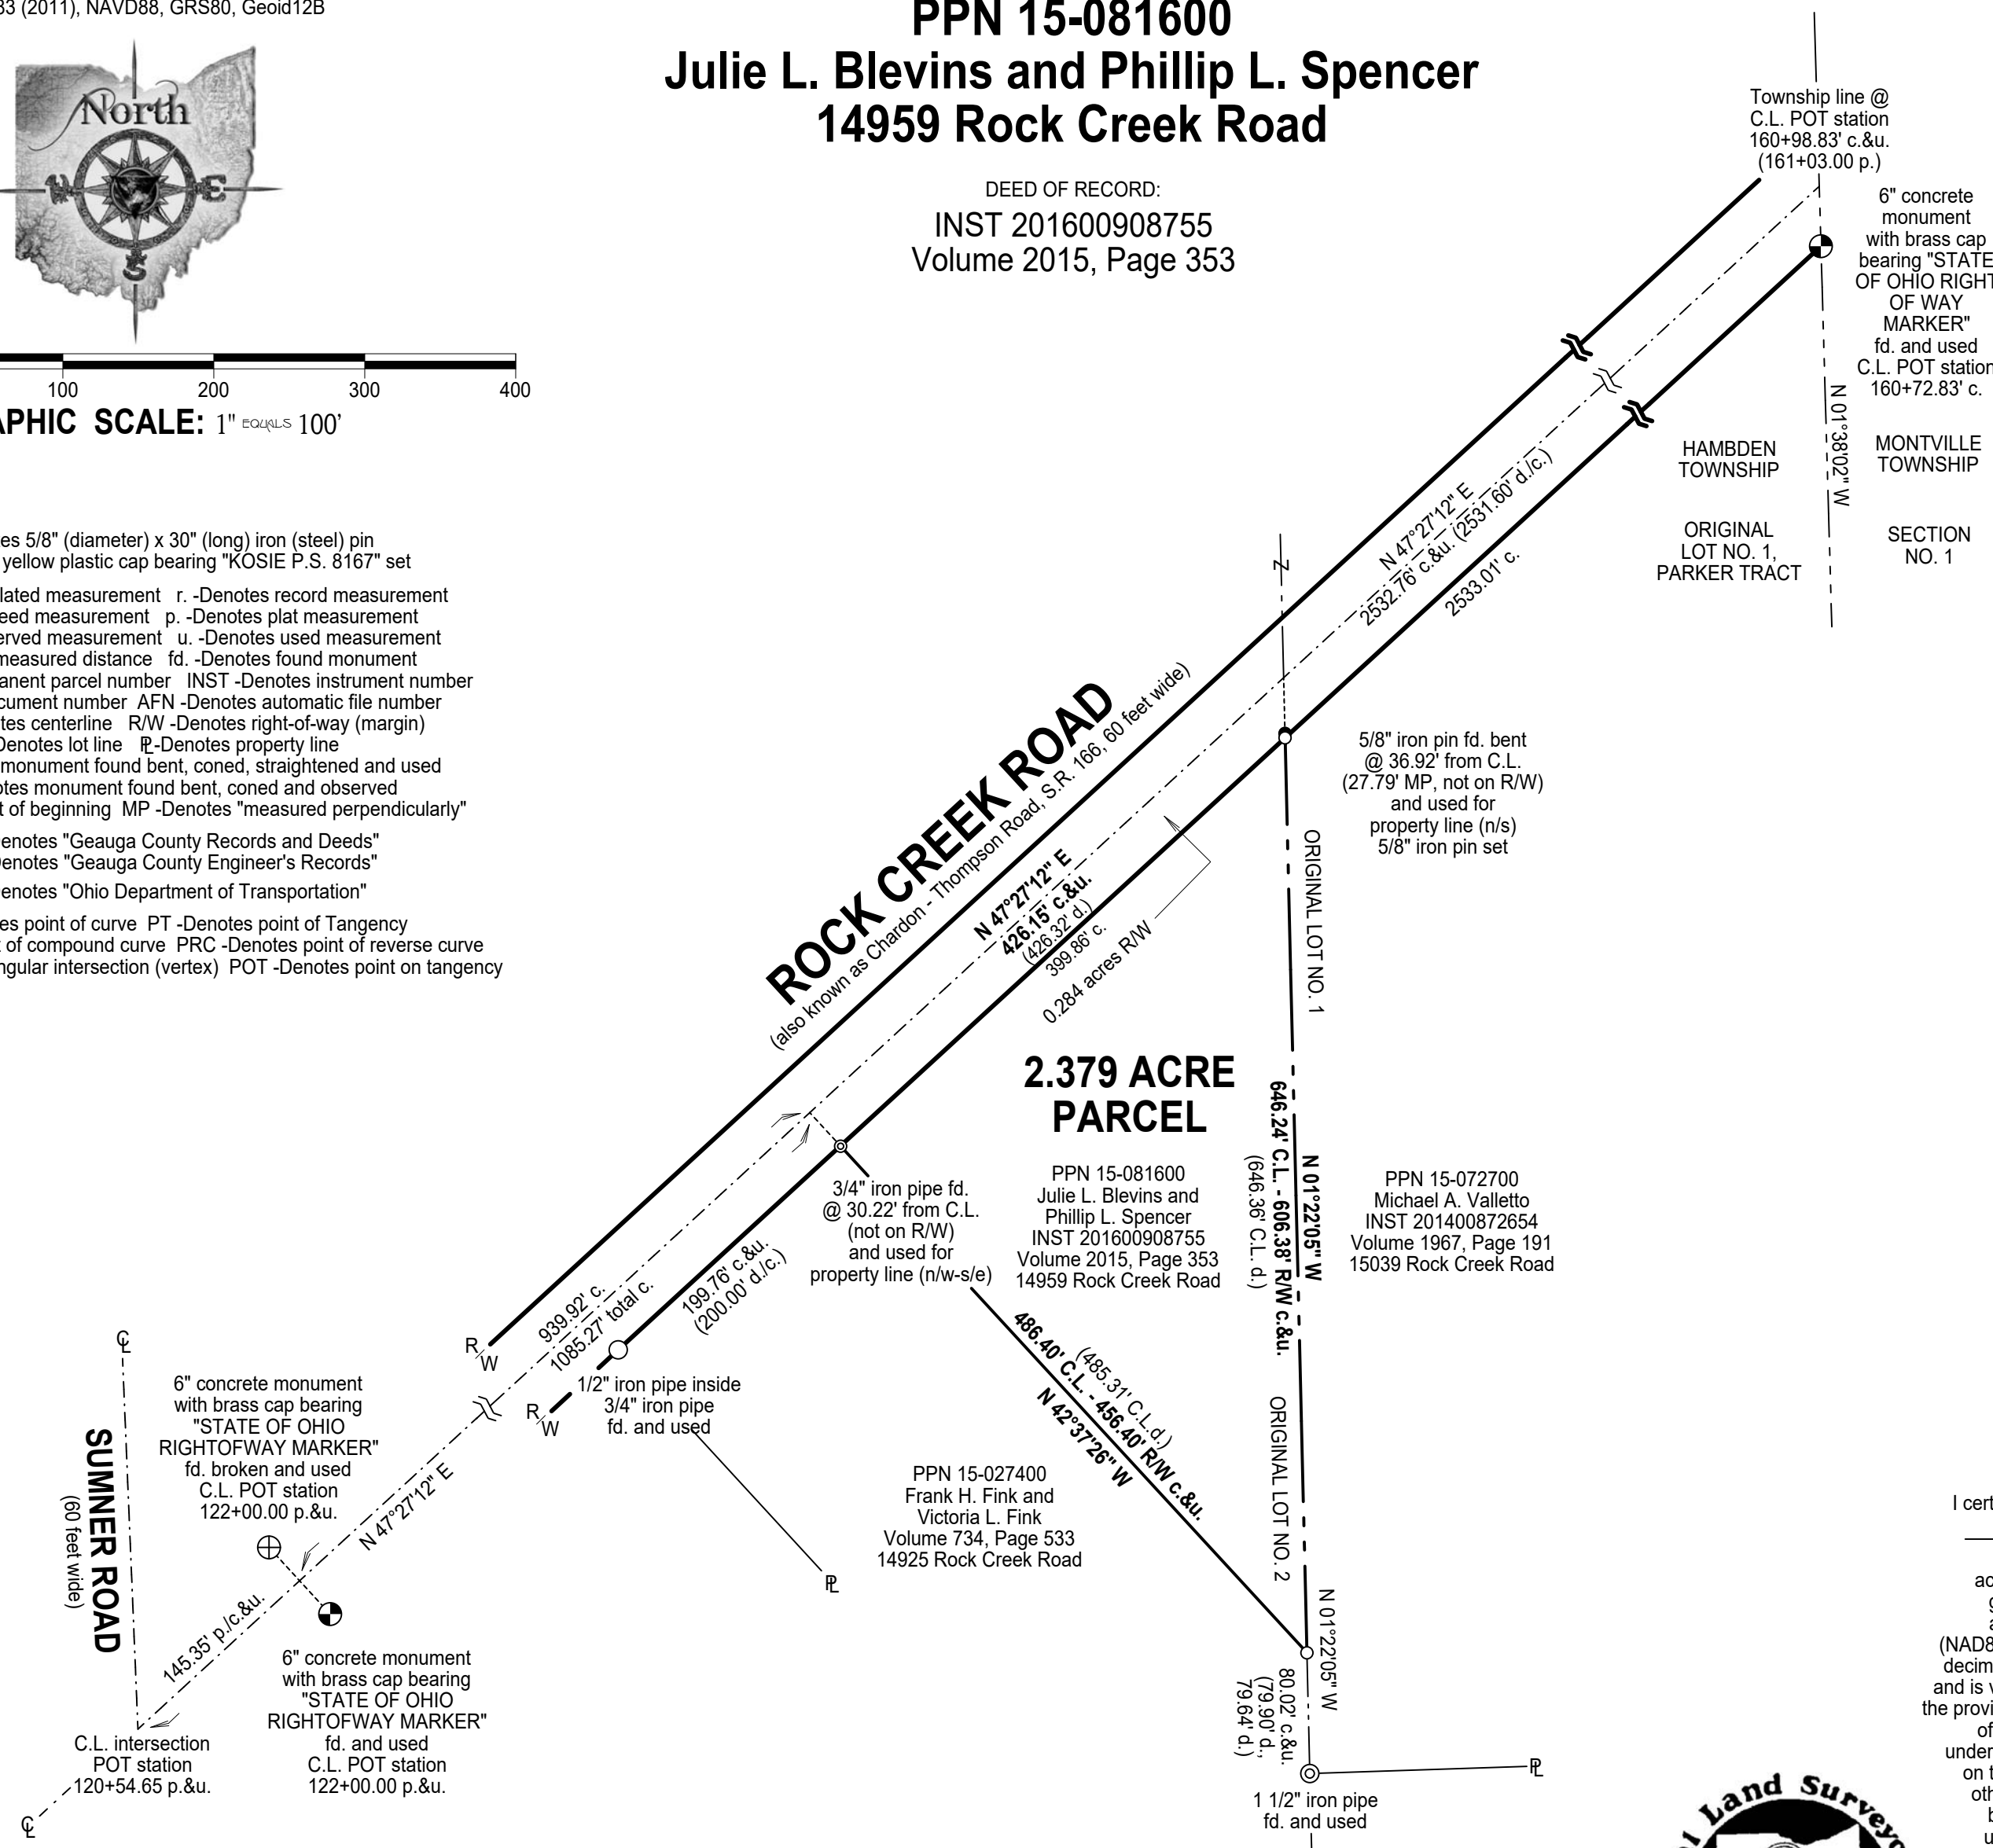 83 (2011), NAVD88, GRS80, Geoid12B
North
E
S
100 200 300 400
APHIC SCALE: 1" EQUALS 100'
PPN 15-081600
Julie L. Blevins and Phillip L. Spencer
14959 Rock Creek Road
DEED OF RECORD:
INST 201600908755
Volume 2015, Page 353
Township line @
C.L. POT station
160+98.83' c.&u.
(161+03.00 p.)
6" concrete
monument
with brass cap
bearing "STATE
OF OHIO RIGHT
OF WAY
MARKER"
fd. and used
C.L. POT station
160+72.83' c.
N 01°38'02" W
HAMBDEN
TOWNSHIP
MONTVILLE
TOWNSHIP
ORIGINAL
LOT NO. 1,
PARKER TRACT
SECTION
NO. 1
es 5/8" (diameter) x 30" (long) iron (steel) pin
yellow plastic cap bearing "KOSIE P.S. 8167" set
lated measurement r. -Denotes record measurement
eed measurement p. -Denotes plat measurement
erved measurement u. -Denotes used measurement
measured distance fd. -Denotes found monument
anent parcel number INST -Denotes instrument number
cument number AFN -Denotes automatic file number
tes centerline R/W -Denotes right-of-way (margin)
Denotes lot line PL-Denotes property line
monument found bent, coned, straightened and used
otes monument found bent, coned and observed
t of beginning MP -Denotes "measured perpendicularly"
enotes "Geauga County Records and Deeds"
Denotes "Geauga County Engineer's Records"
enotes "Ohio Department of Transportation"
es point of curve PT -Denotes point of Tangency
t of compound curve PRC -Denotes point of reverse curve
ngular intersection (vertex) POT -Denotes point on tangency
N 47°27'12" E
2532.76' c.&u. (2531.60' d./c.)
2533.01' c.
Z
ROCK CREEK ROAD
(also known as Chardon - Thompson Road, S.R. 166, 60 feet wide)
5/8" iron pin fd. bent
@ 36.92' from C.L.
(27.79' MP, not on R/W)
and used for
property line (n/s)
5/8" iron pin set
N 47°27'12" E
426.15' c.&u.
(426.32' d.)
399.86' c.
0.284 acres R/W
ORIGINAL LOT NO. 1
2.379 ACRE
PARCEL
PPN 15-081600
Julie L. Blevins and
Phillip L. Spencer
INST 201600908755
Volume 2015, Page 353
14959 Rock Creek Road
N 01°22'05" W
646.24' C.L. - 606.38' R/W c.&u.
(646.36' C.L. d.)
PPN 15-072700
Michael A. Valletto
INST 201400872654
Volume 1967, Page 191
15039 Rock Creek Road
3/4" iron pipe fd.
@ 30.22' from C.L.
(not on R/W)
and used for
property line (n/w-s/e)
199.76' c.&u.
(200.00' d./c.)
939.92' c.
1085.27' total c.
R/W
R/W
1/2" iron pipe inside
3/4" iron pipe
fd. and used
(485.31' C.L.d.)
486.40' C.L. - 456.40' R/W c.&u.
N 42°37'26" W
ORIGINAL LOT NO. 2
CL
SUMNER ROAD
(60 feet wide)
6" concrete monument
with brass cap bearing
"STATE OF OHIO
RIGHTOFWAY MARKER"
fd. broken and used
C.L. POT station
122+00.00 p.&u.
N 47°27'12" E
145.35' p./c.&u.
6" concrete monument
with brass cap bearing
"STATE OF OHIO
RIGHTOFWAY MARKER"
fd. and used
C.L. POT station
122+00.00 p.&u.
C.L. intersection
POT station
120+54.65 p.&u.
CL
PPN 15-027400
Frank H. Fink and
Victoria L. Fink
Volume 734, Page 533
14925 Rock Creek Road
PL
N 01°22'05" W
80.02' c.&u.
(79.90' d.,
79.64' d.)
PL
1 1/2" iron pipe
fd. and used
I cert
ac
(NAD8
decim
and is v
the provi
of
under
on t
oth
b
u
l Land Surveyo